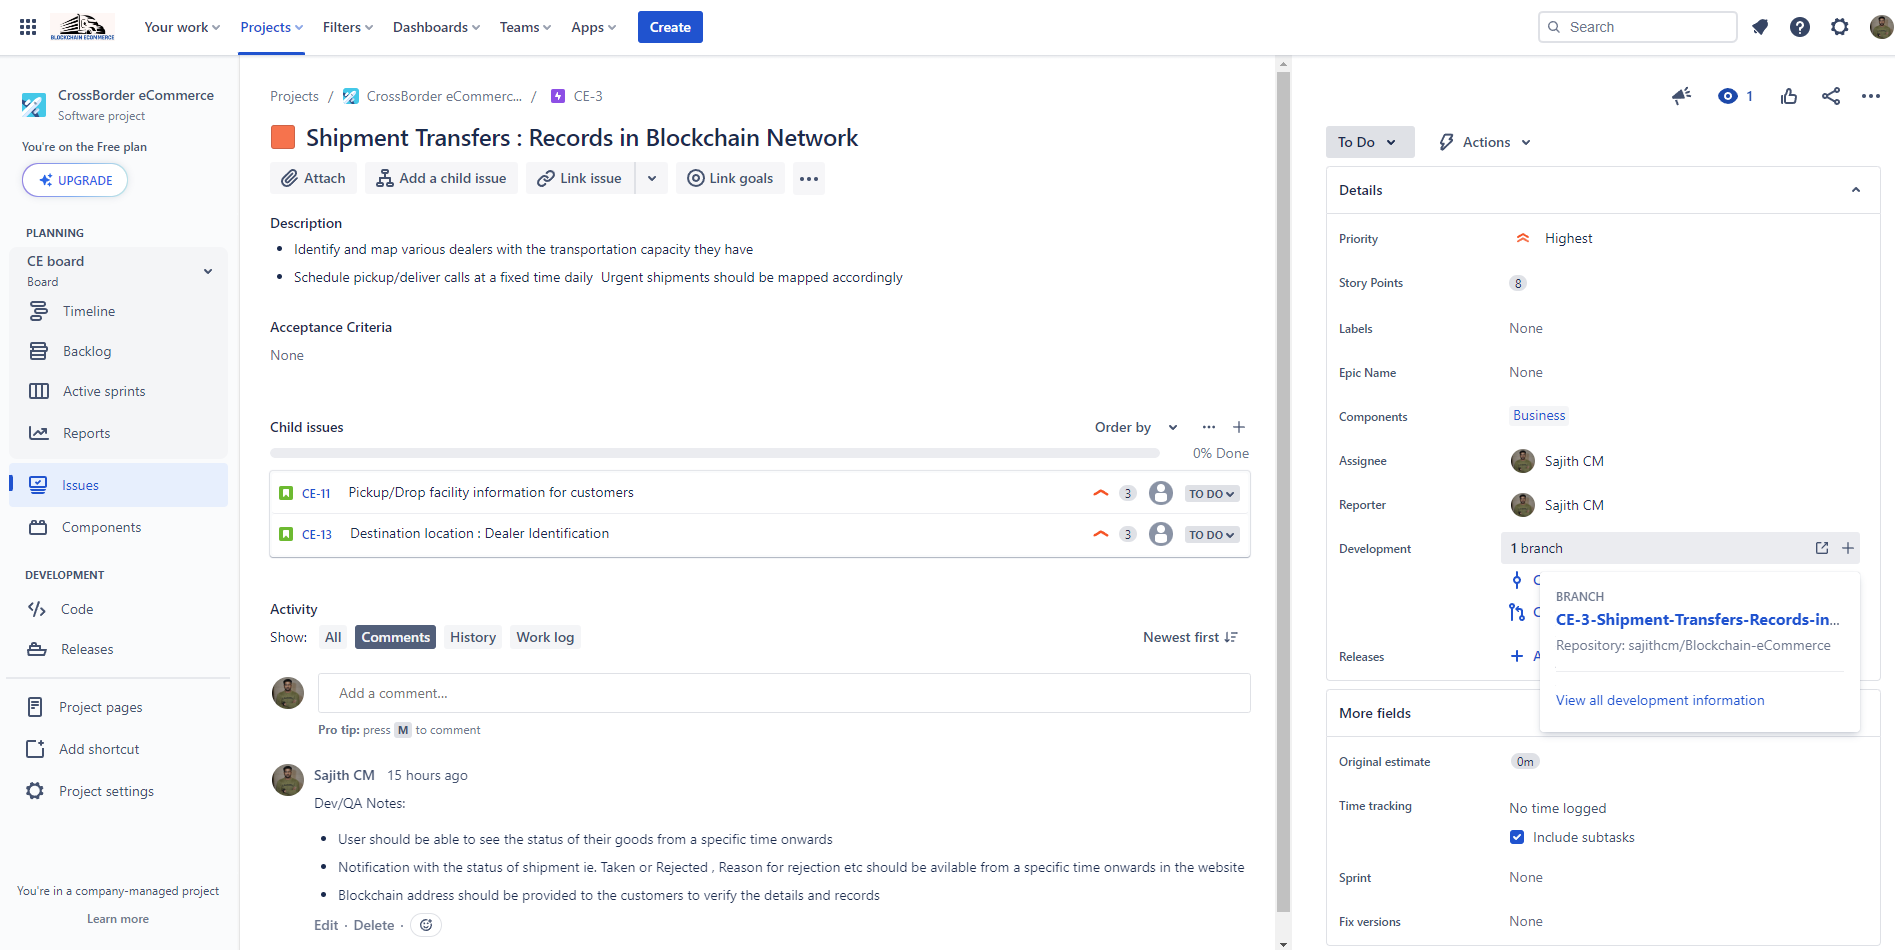 BLOCKCHAIN ECOMMERCE
Your work
Projects
Filters
Dashboards
Teams
Apps
Create
Search
CrossBorder eCommerce
Software project
You're on the Free plan
UPGRADE
PLANNING
CE board
Board
Timeline
Backlog
Active sprints
Reports
Issues
Components
DEVELOPMENT
Code
Releases
Project pages
Add shortcut
Project settings
You're in a company-managed project
Learn more
Projects / CrossBorder eCommerc... / CE-3
Shipment Transfers : Records in Blockchain Network
Attach
Add a child issue
Link issue
Link goals
Description
• Identify and map various dealers with the transportation capacity they have
• Schedule pickup/deliver calls at a fixed time daily  Urgent shipments should be mapped accordingly
Acceptance Criteria
None
Child issues
Order by
0% Done
CE-11 Pickup/Drop facility information for customers 3 TO DO
CE-13 Destination location : Dealer Identification 3 TO DO
Activity
Show: All Comments History Work log Newest first
Add a comment...
Pro tip: press M to comment
Sajith CM 15 hours ago
Dev/QA Notes:
• User should be able to see the status of their goods from a specific time onwards
• Notification with the status of shipment ie. Taken or Rejected , Reason for rejection etc should be avilable from a specific time onwards in the website
• Blockchain address should be provided to the customers to verify the details and records
Edit · Delete ·
1
To Do
Actions
Details
Priority Highest
Story Points 8
Labels None
Epic Name None
Components Business
Assignee Sajith CM
Reporter Sajith CM
Development 1 branch
BRANCH
CE-3-Shipment-Transfers-Records-in...
Repository: sajithcm/Blockchain-eCommerce
View all development information
Releases
More fields
Original estimate 0m
Time tracking No time logged
Include subtasks
Sprint None
Fix versions None